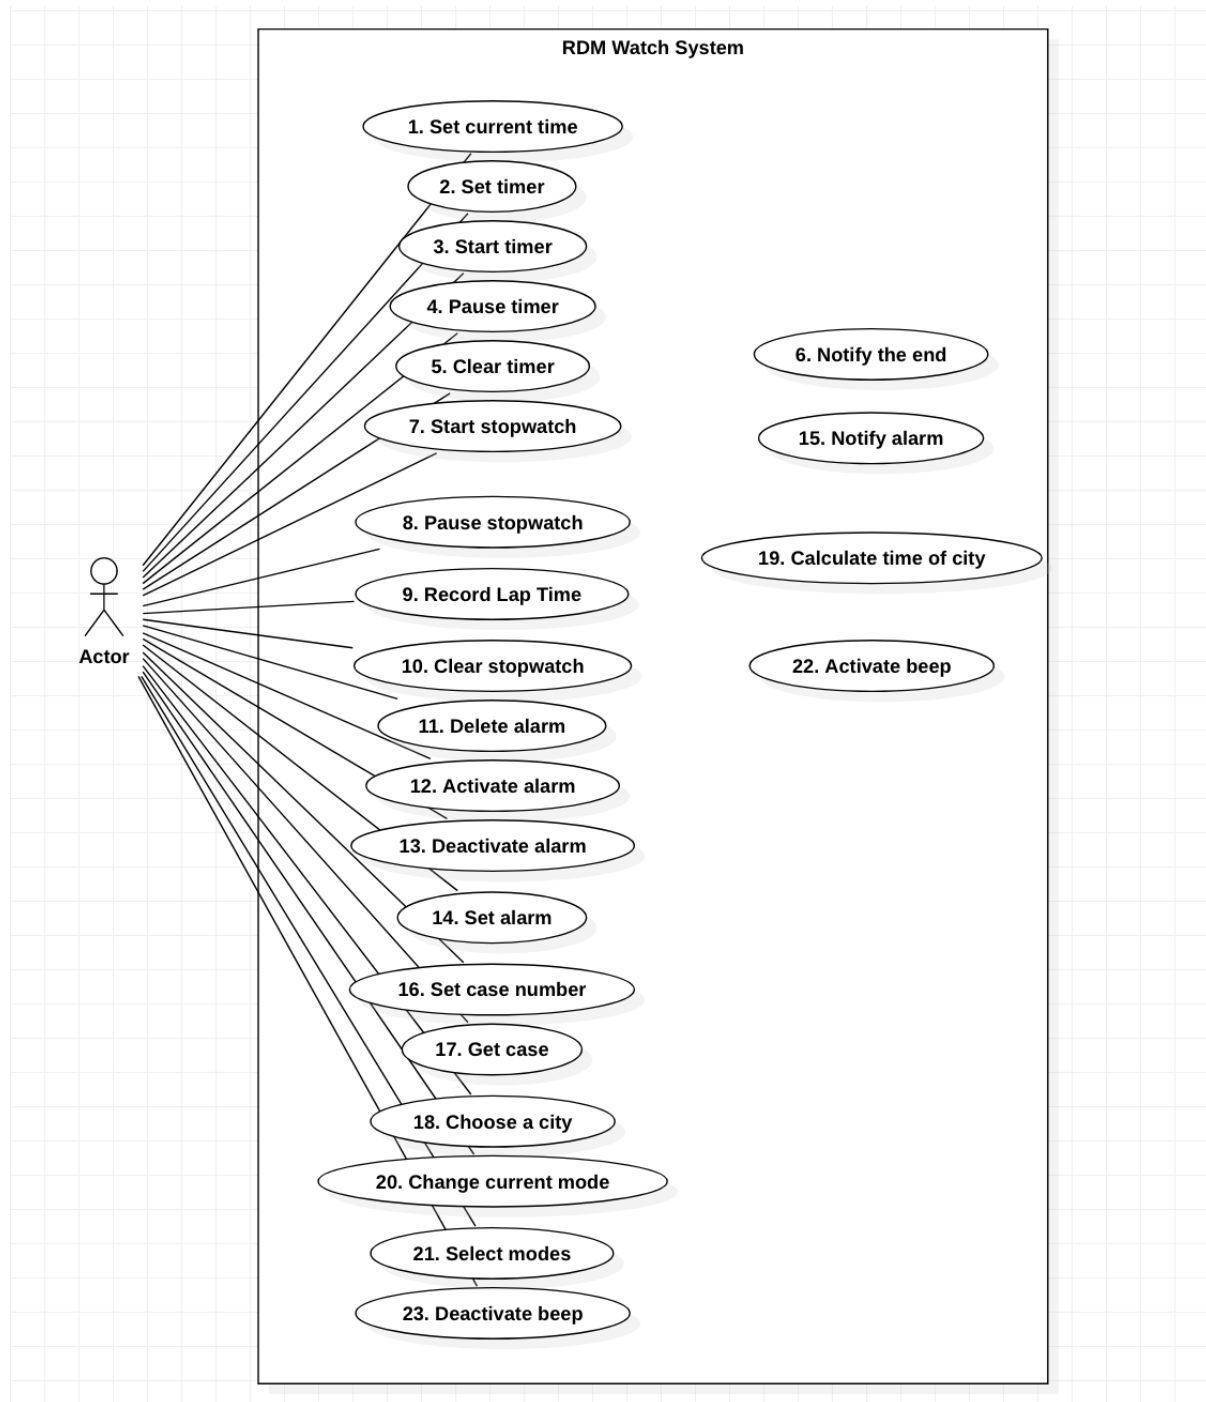 RDM Watch System
1. Set current time
2. Set timer
3. Start timer
4. Pause timer
5. Clear timer
7. Start stopwatch
8. Pause stopwatch
9. Record Lap Time
10. Clear stopwatch
11. Delete alarm
12. Activate alarm
13. Deactivate alarm
14. Set alarm
16. Set case number
17. Get case
18. Choose a city
20. Change current mode
21. Select modes
23. Deactivate beep
6. Notify the end
15. Notify alarm
19. Calculate time of city
22. Activate beep
Actor